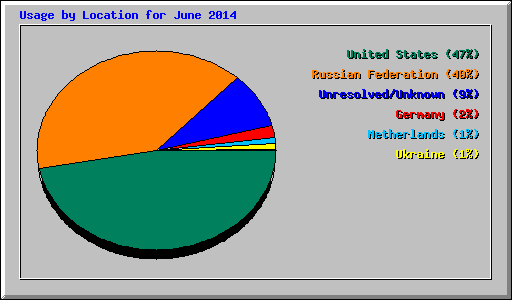 Usage by Location for June 2014
United States (47%)
Russian Federation (40%)
Unresolved/Unknown (9%)
Germany (2%)
Netherlands (1%)
Ukraine (1%)